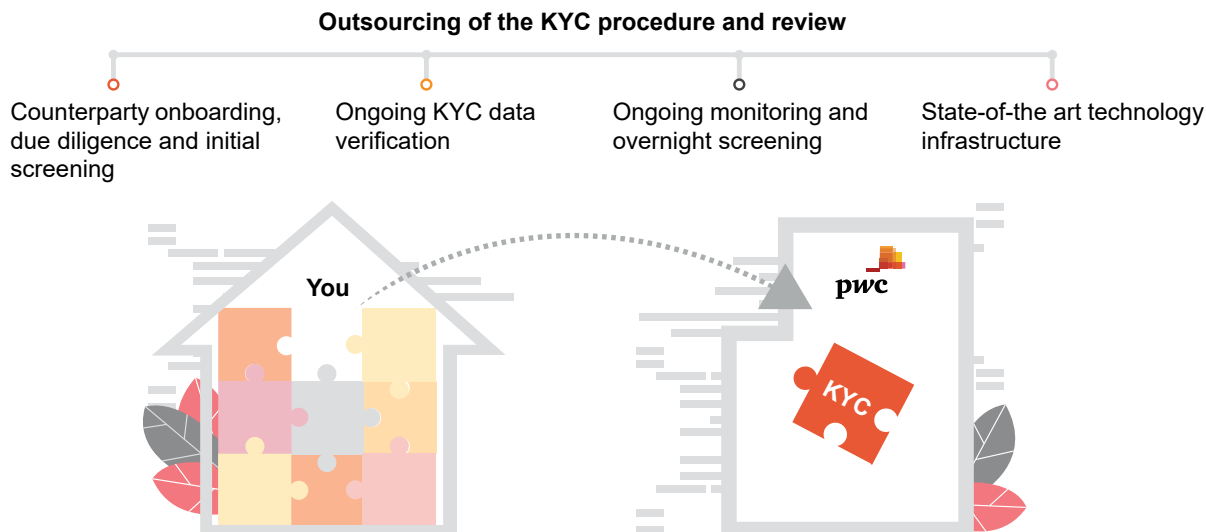 Outsourcing of the KYC procedure and review
Counterparty onboarding,
due diligence and initial
screening
Ongoing KYC data
verification
Ongoing monitoring and
overnight screening
State-of-the art technology
infrastructure
You
pwc
KYC